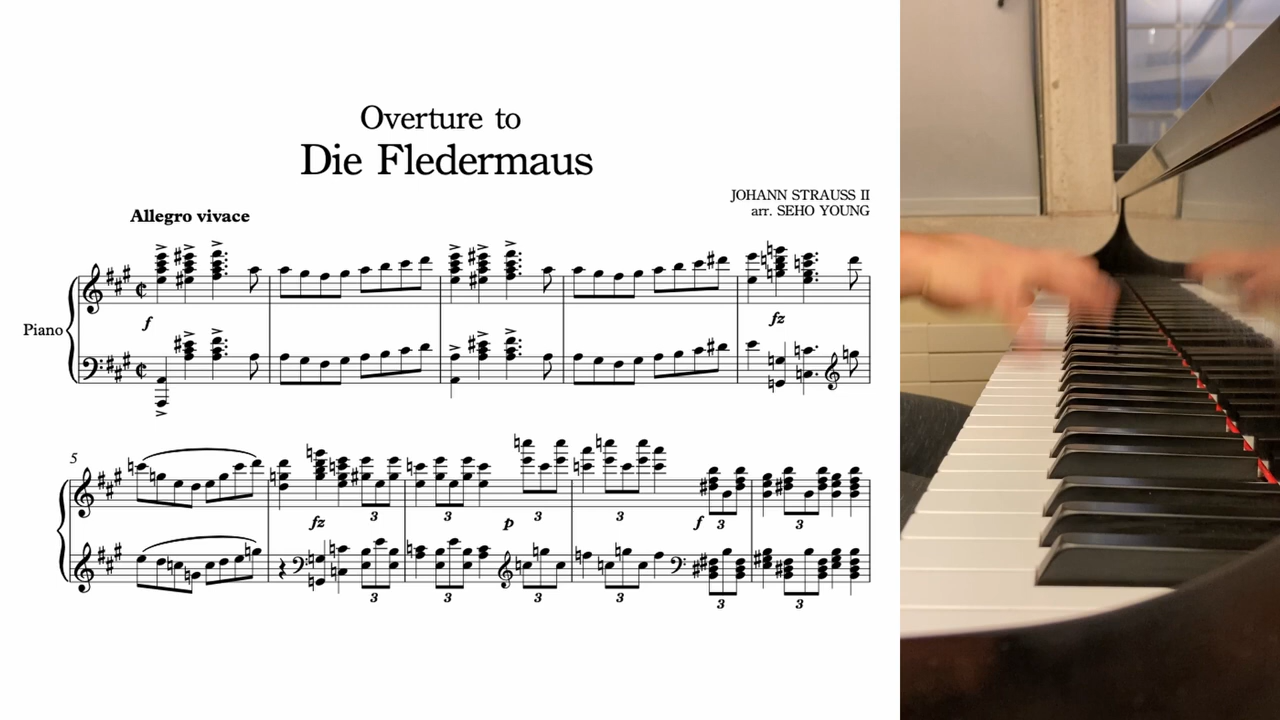 Overture to
Die Fledermaus
JOHANN STRAUSS II
arr. SEHO YOUNG
Allegro vivace
Piano
f
fz
5
3
3
fz
3
p
3
3
f
3
3
3
3
3
3
3
3